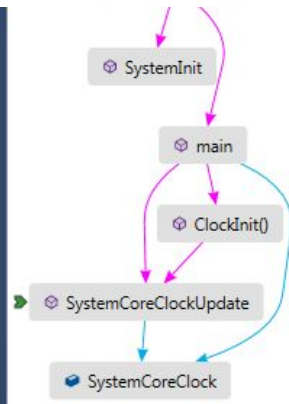 SystemInit
main
ClockInit()
SystemCoreClockUpdate
SystemCoreClock